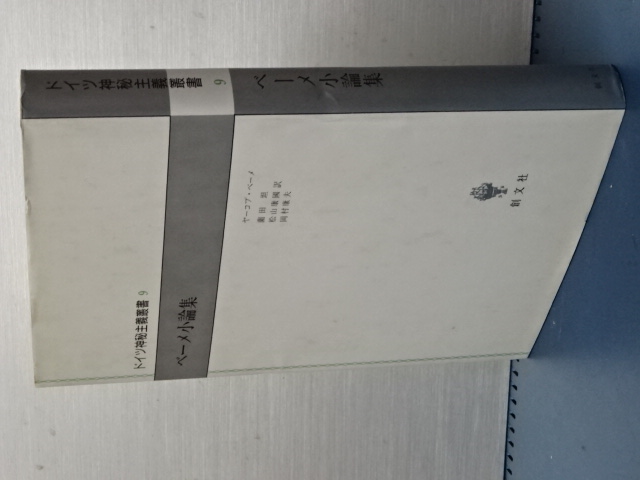 ドイツ神秘主義叢書 9
ベーメ小論集
ヤーコプ・ベーメ
薗田 坦
松山康國 訳
岡村康夫
創文社
ドイツ神秘主義叢書
9
ベーメ小論集